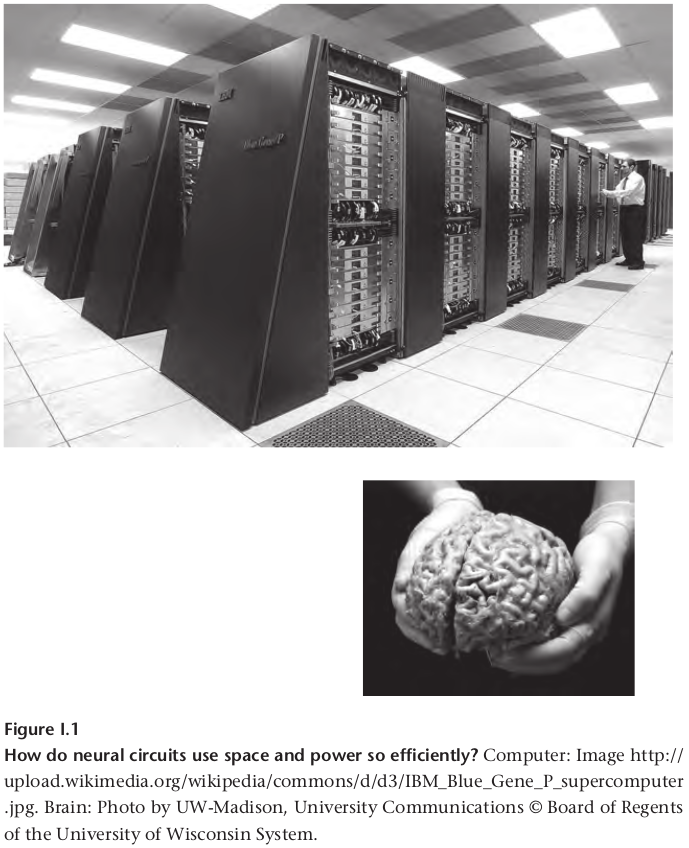 IBM
Blue Gene/P
Figure I.1
How do neural circuits use space and power so efficiently? Computer: Image http://
upload.wikimedia.org/wikipedia/commons/d/d3/IBM_Blue_Gene_P_supercomputer
.jpg. Brain: Photo by UW-Madison, University Communications © Board of Regents
of the University of Wisconsin System.